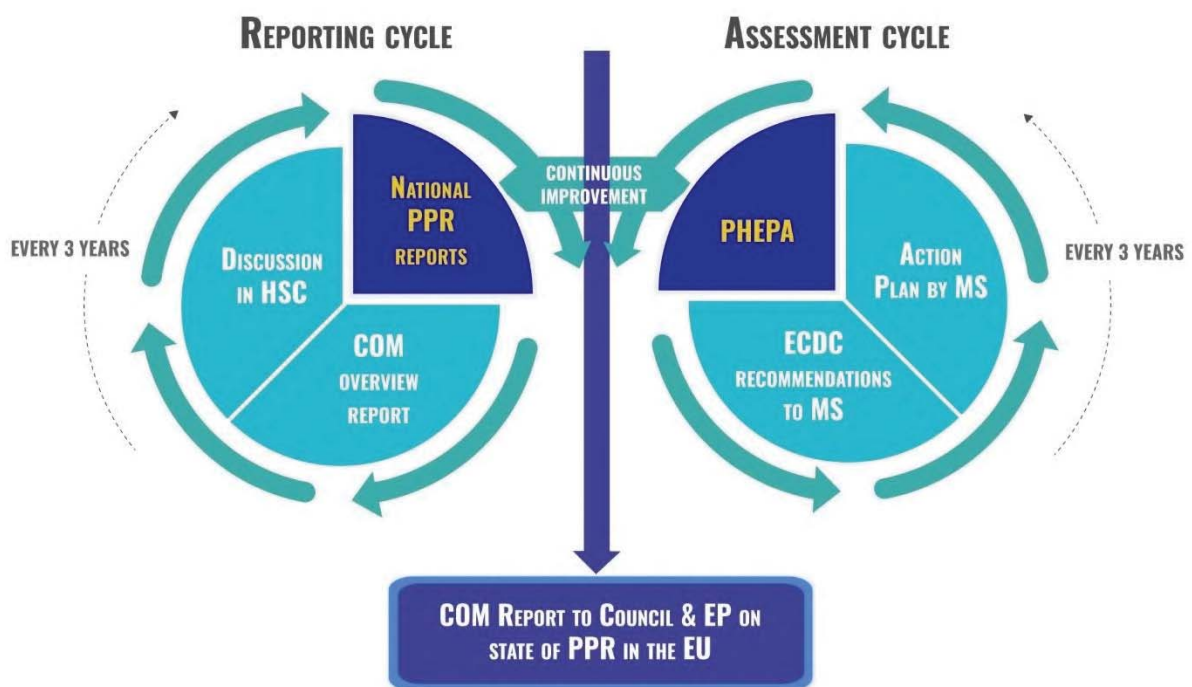 Reporting cycle
Assessment cycle
National
PPR
reports
Discussion
in HSC
COM
overview
report
Every 3 years
Continuous
improvement
PHEPA
Action
Plan by MS
ECDC
recommendations
to MS
Every 3 years
COM Report to Council & EP on
state of PPR in the EU